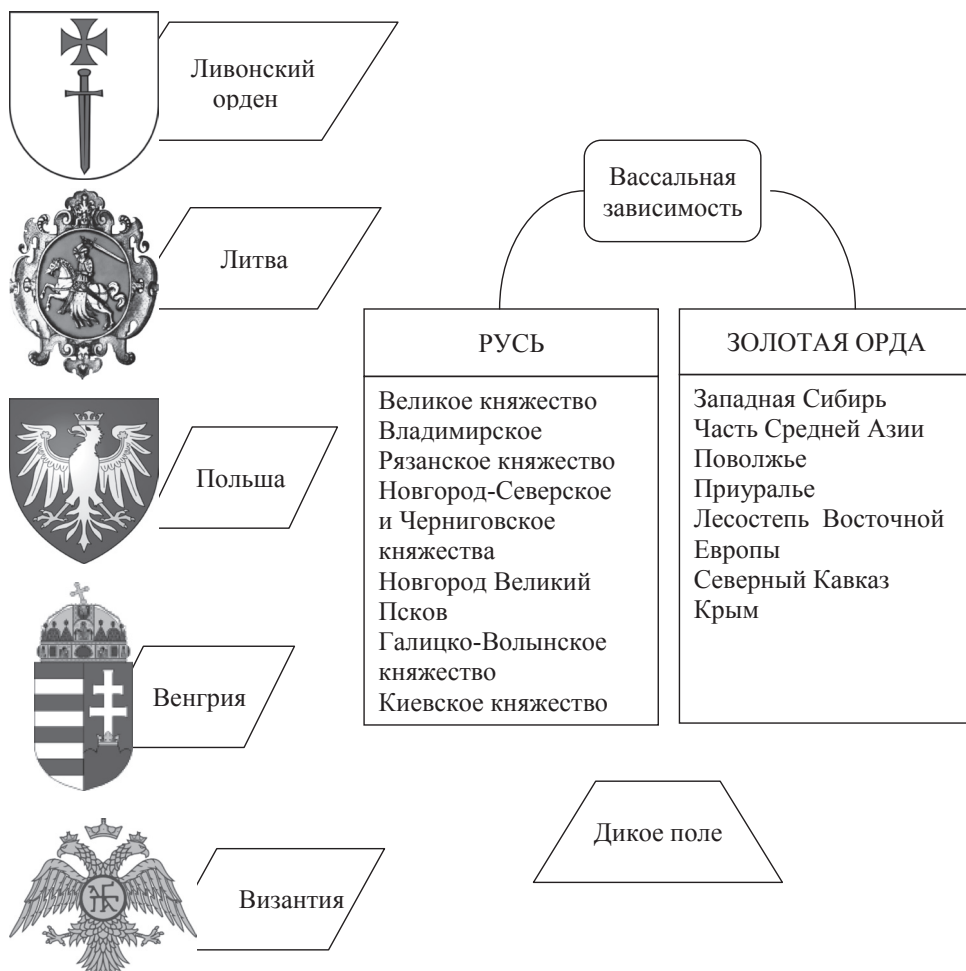 Ливонский
орден
Вассальная
зависимость
Литва
РУСЬ
Великое княжество
Владимирское
Рязанское княжество
Новгород-Северское
и Черниговское
княжества
Новгород Великий
Псков
Галицко-Волынское
княжество
Киевское княжество
ЗОЛОТАЯ ОРДА
Западная Сибирь
Часть Средней Азии
Поволжье
Приуралье
Лесостепь Восточной
Европы
Северный Кавказ
Крым
Польша
Венгрия
Дикое поле
Византия